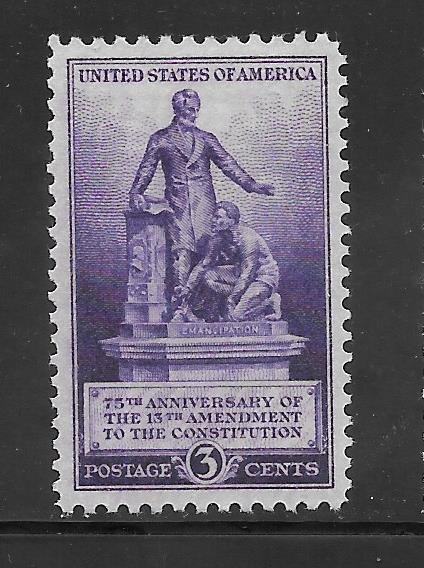 UNITED STATES OF AMERICA
EMANCIPATION
75TH ANNIVERSARY OF
THE 13TH AMENDMENT
TO THE CONSTITUTION
POSTAGE 3 CENTS